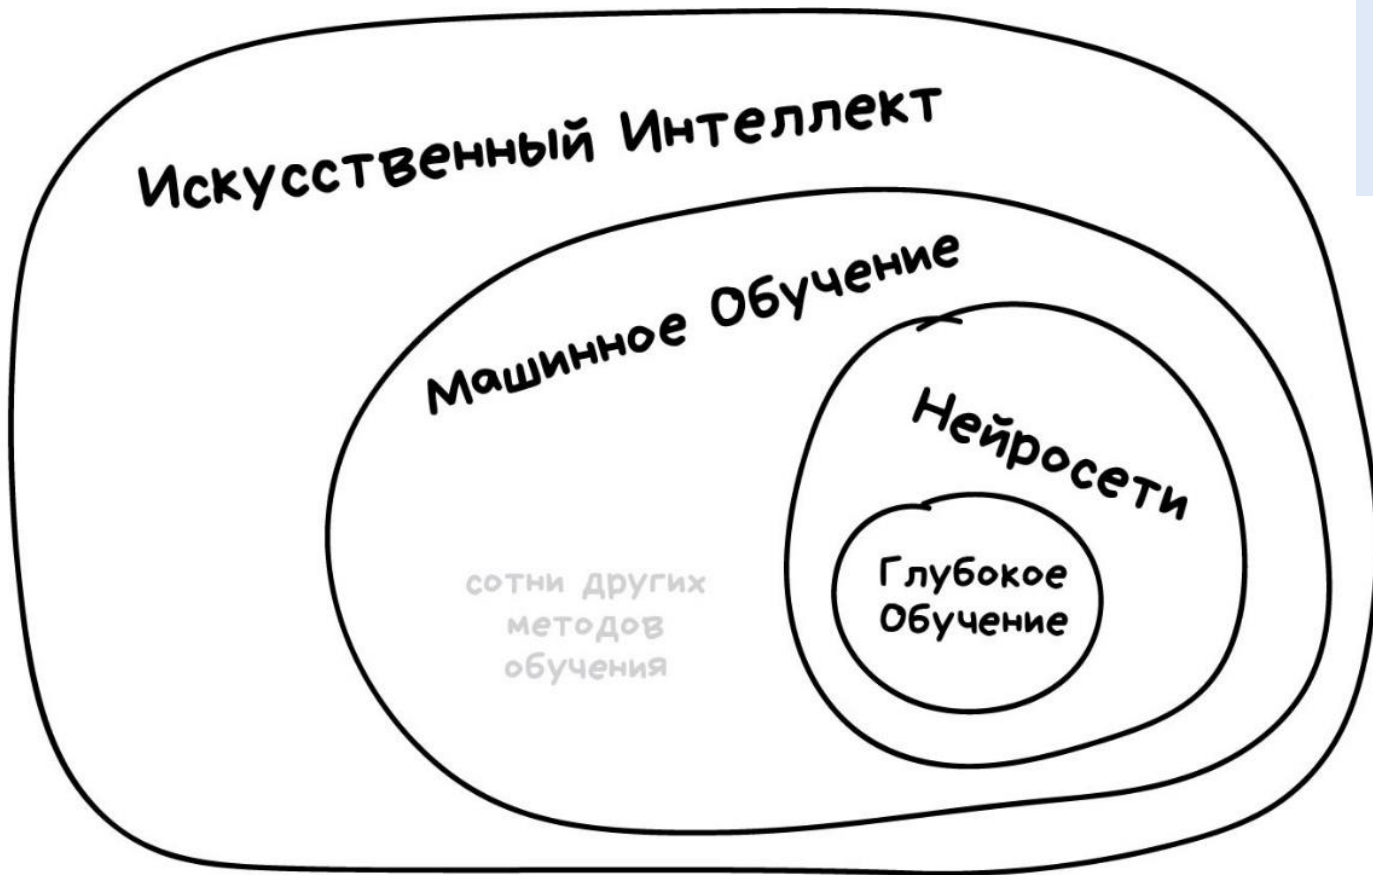 Искусственный Интеллект
Машинное Обучение
Нейросети
Глубокое
Обучение
сотни других
методов
обучения